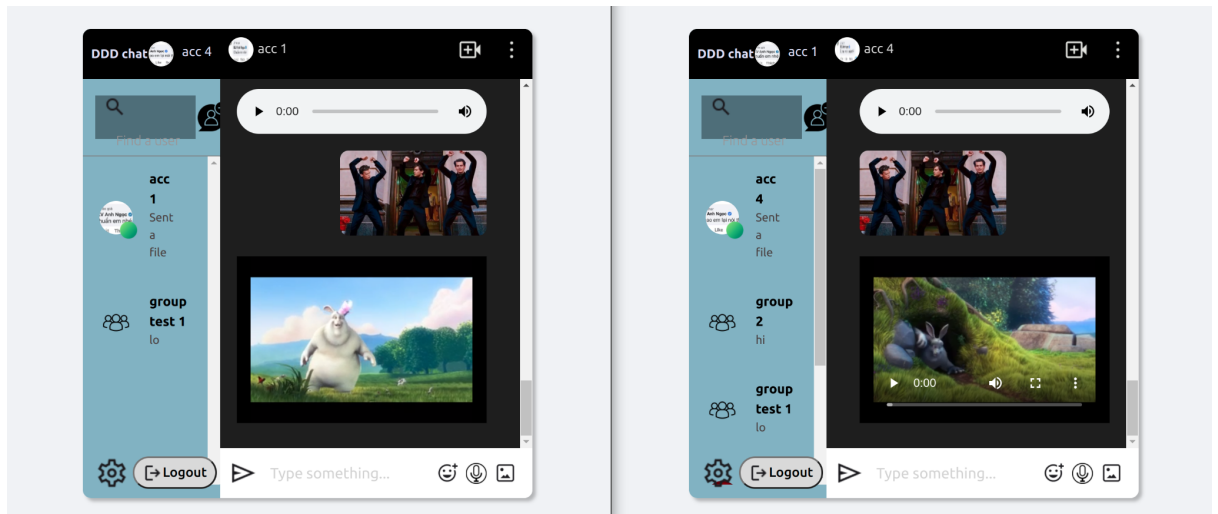 DDD chat acc 4 acc 1
Find a user
0:00
acc
1
Sent
a
file
group
test 1
lo
Logout
Type something...
DDD chat acc 1 acc 4
Find a user
0:00
acc
4
Sent
a
file
group
2
hi
0:00
group
test 1
lo
Logout
Type something...